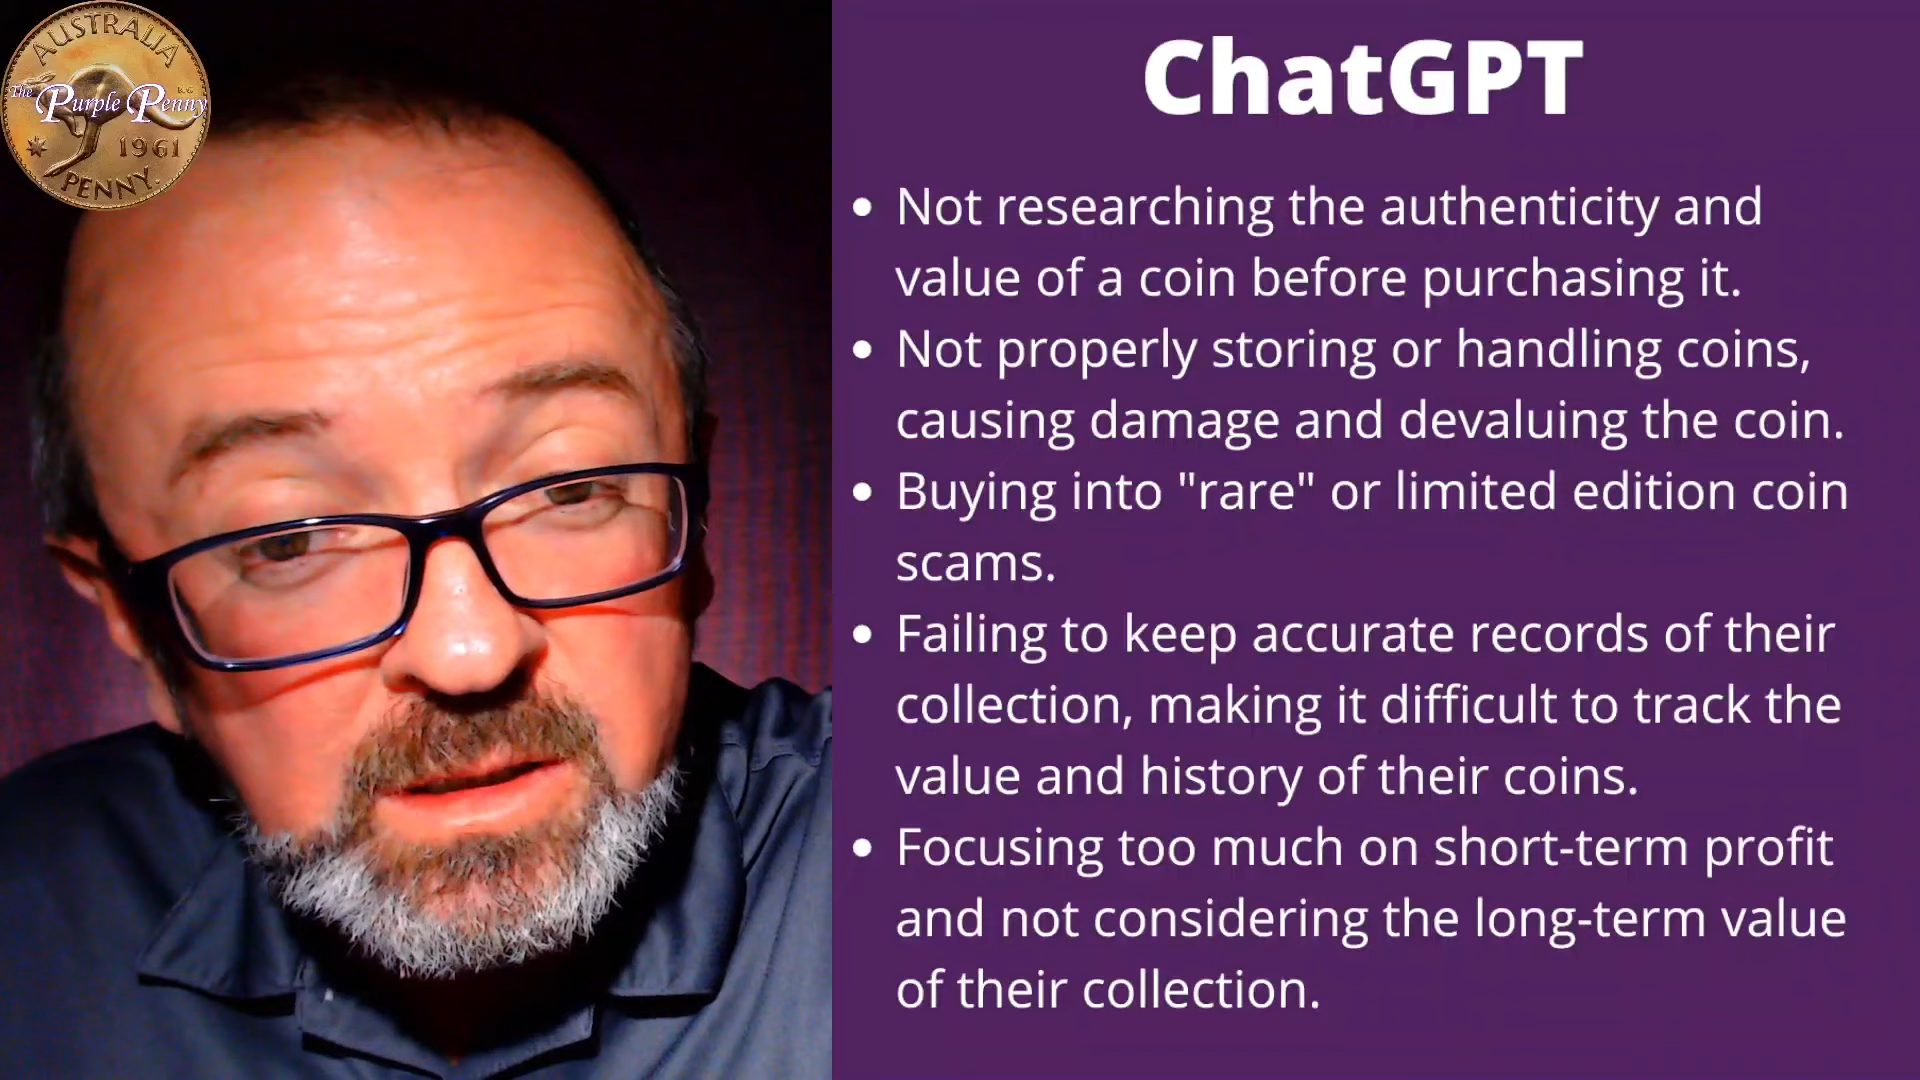 AUSTRALIA
The Purple Penny
1961
PENNY.
ChatGPT
• Not researching the authenticity and
value of a coin before purchasing it.
• Not properly storing or handling coins,
causing damage and devaluing the coin.
• Buying into "rare" or limited edition coin
scams.
• Failing to keep accurate records of their
collection, making it difficult to track the
value and history of their coins.
• Focusing too much on short-term profit
and not considering the long-term value
of their collection.